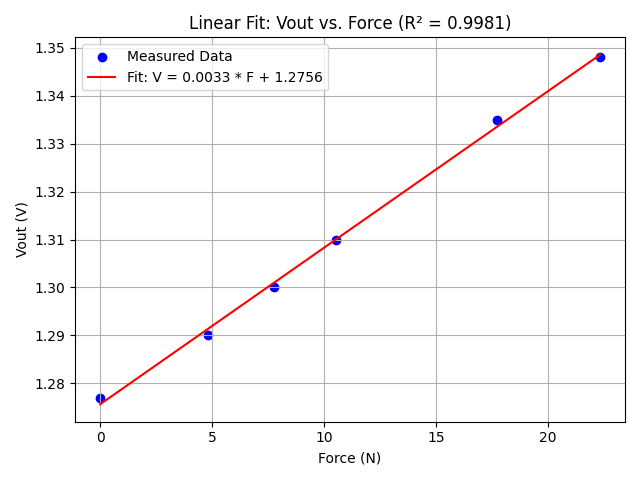 Linear Fit: Vout vs. Force (R² = 0.9981)
Measured Data
Fit: V = 0.0033 * F + 1.2756
Vout (V)
1.35
1.34
1.33
1.32
1.31
1.30
1.29
1.28
0 5 10 15 20
Force (N)